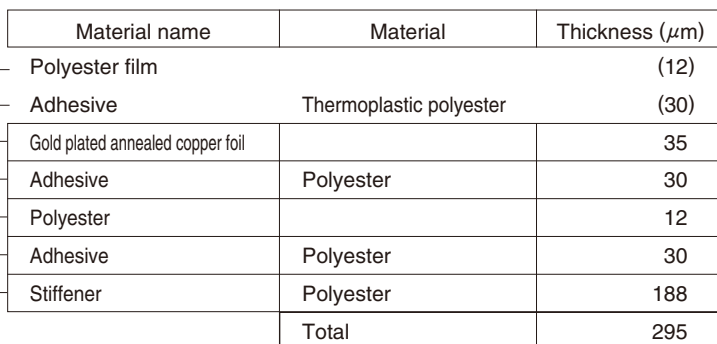 Material name Material Thickness (μm)
Polyester film (12)
Adhesive Thermoplastic polyester (30)
Gold plated annealed copper foil 35
Adhesive Polyester 30
Polyester 12
Adhesive Polyester 30
Stiffener Polyester 188
Total 295